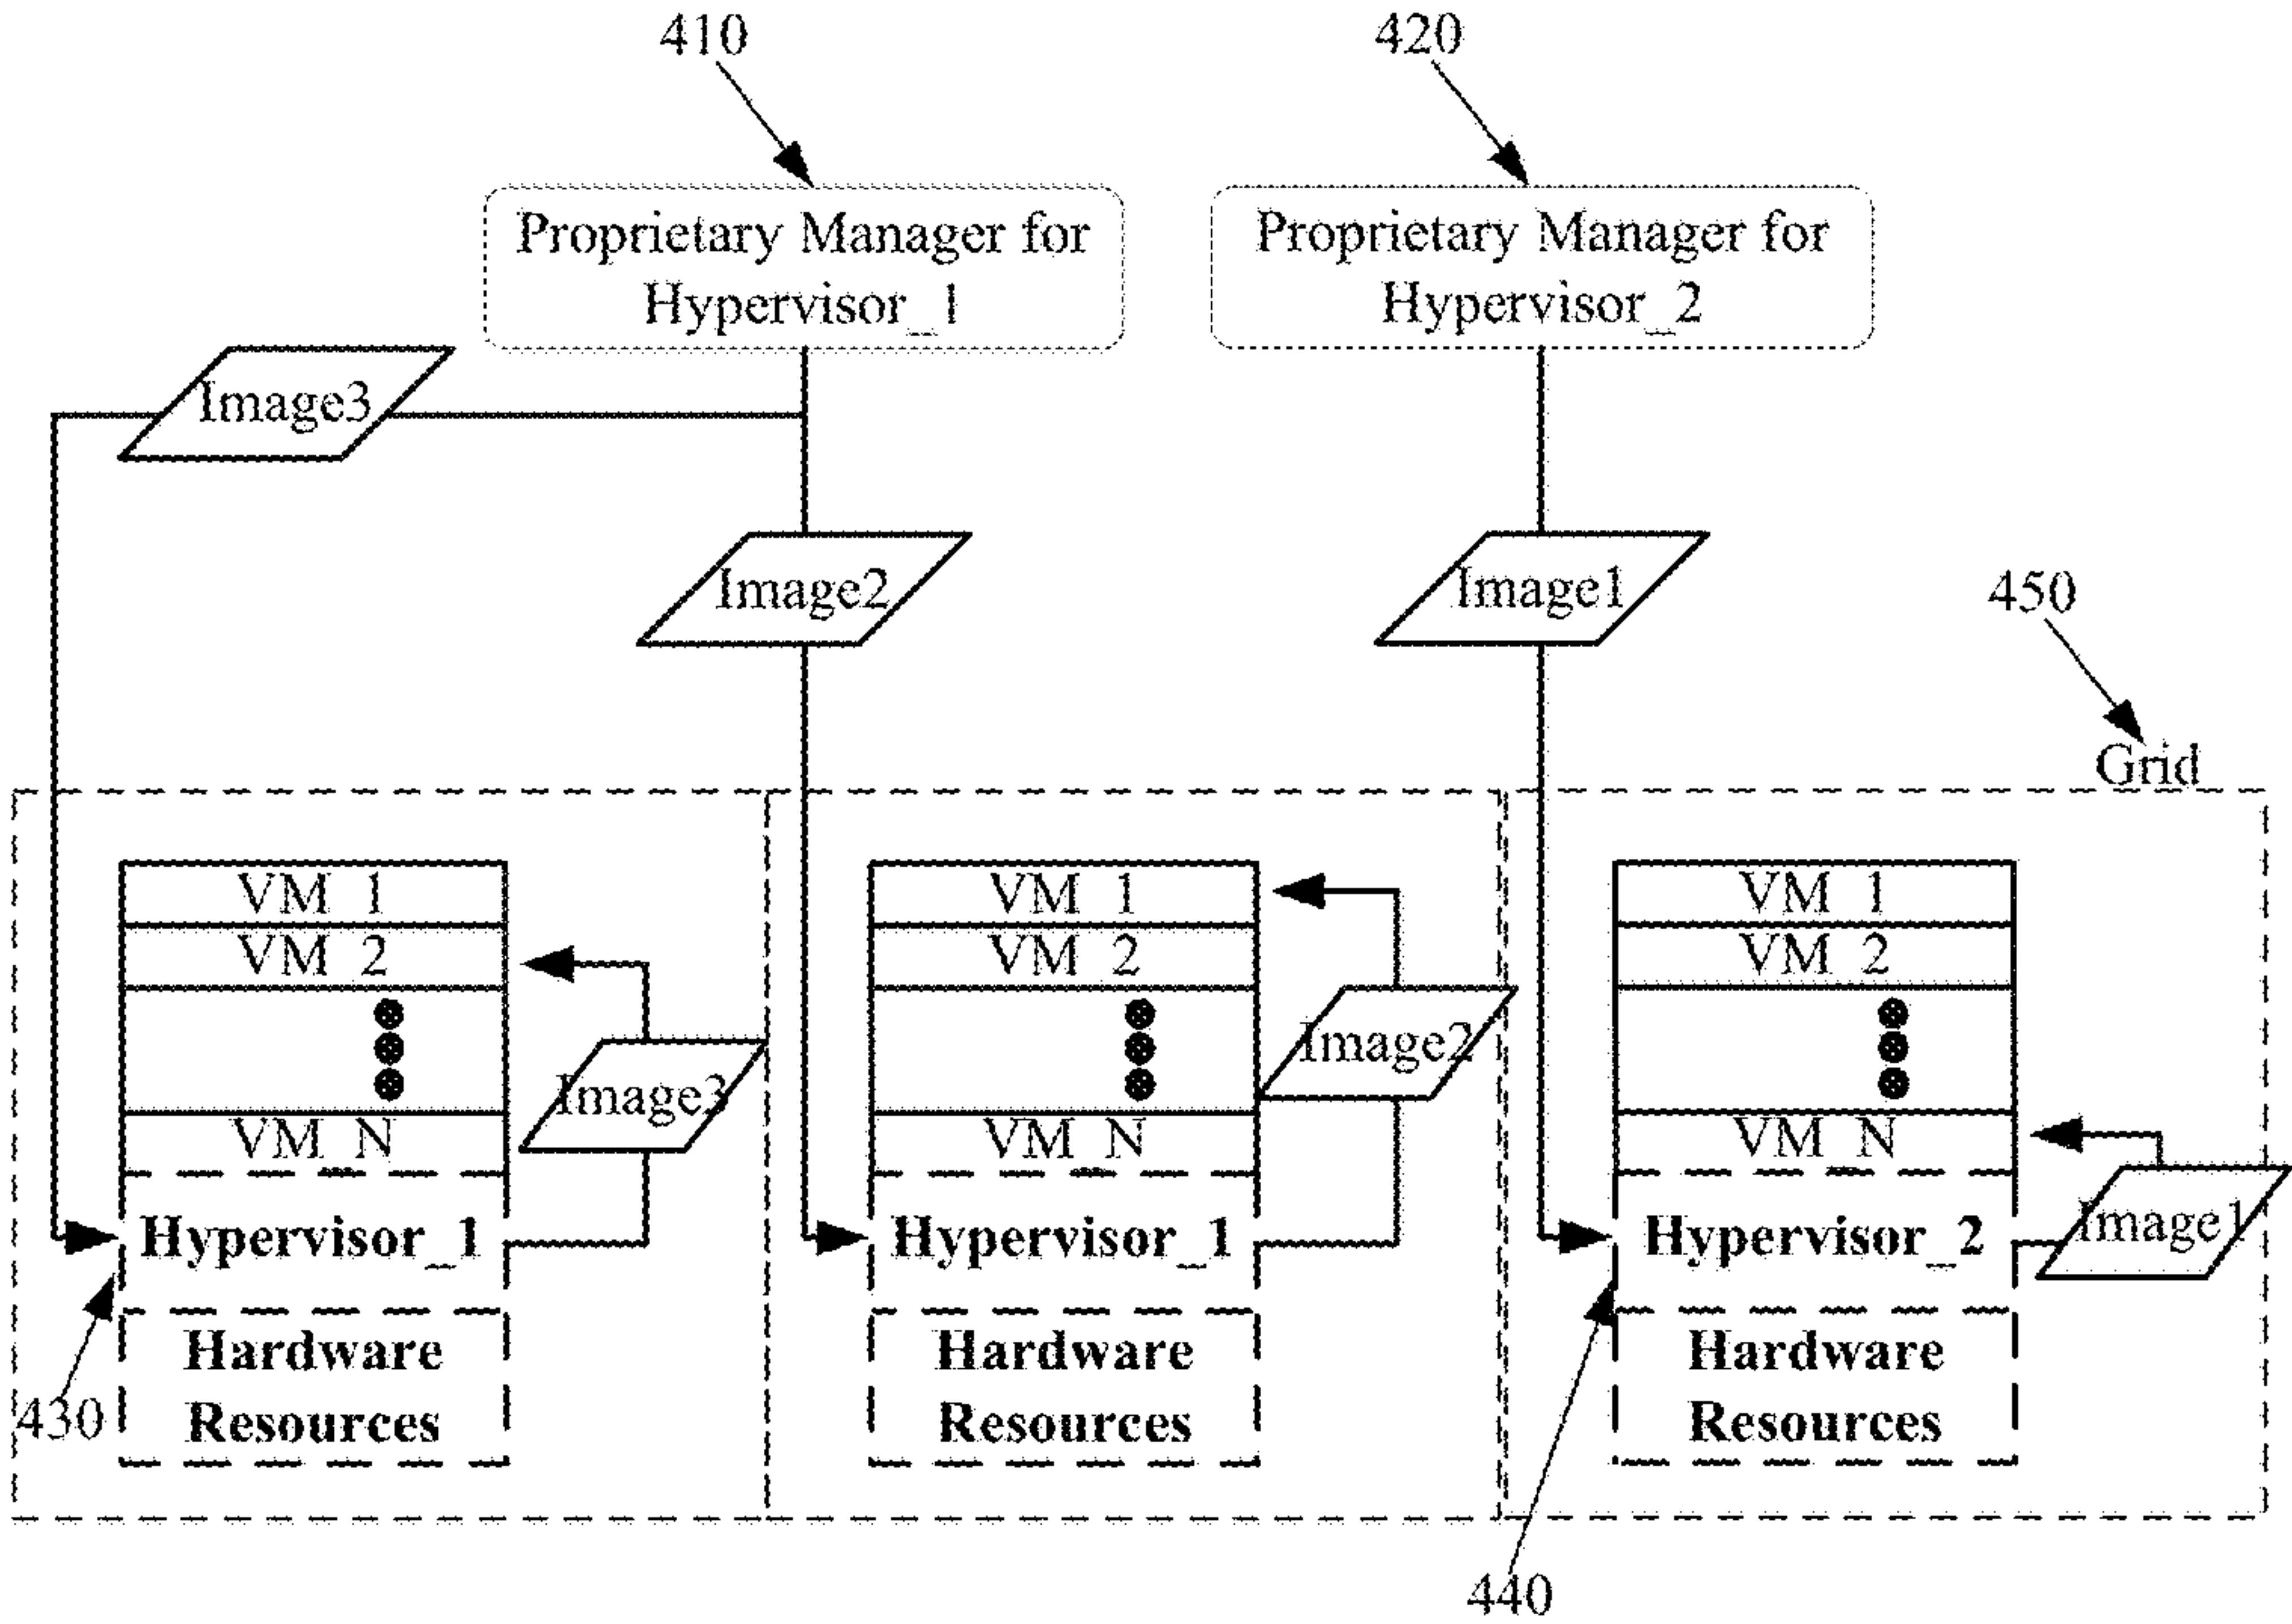 410
420
Proprietary Manager for
Hypervisor_1
Proprietary Manager for
Hypervisor_2
Image3
Image2
Image1
450
Grid
VM_1
VM_2
VM_N
Image3
Hypervisor_1
Hardware
Resources
430
VM_1
VM_2
VM_N
Image2
Hypervisor_1
Hardware
Resources
VM_1
VM_2
VM_N
Image1
Hypervisor_2
Hardware
Resources
440